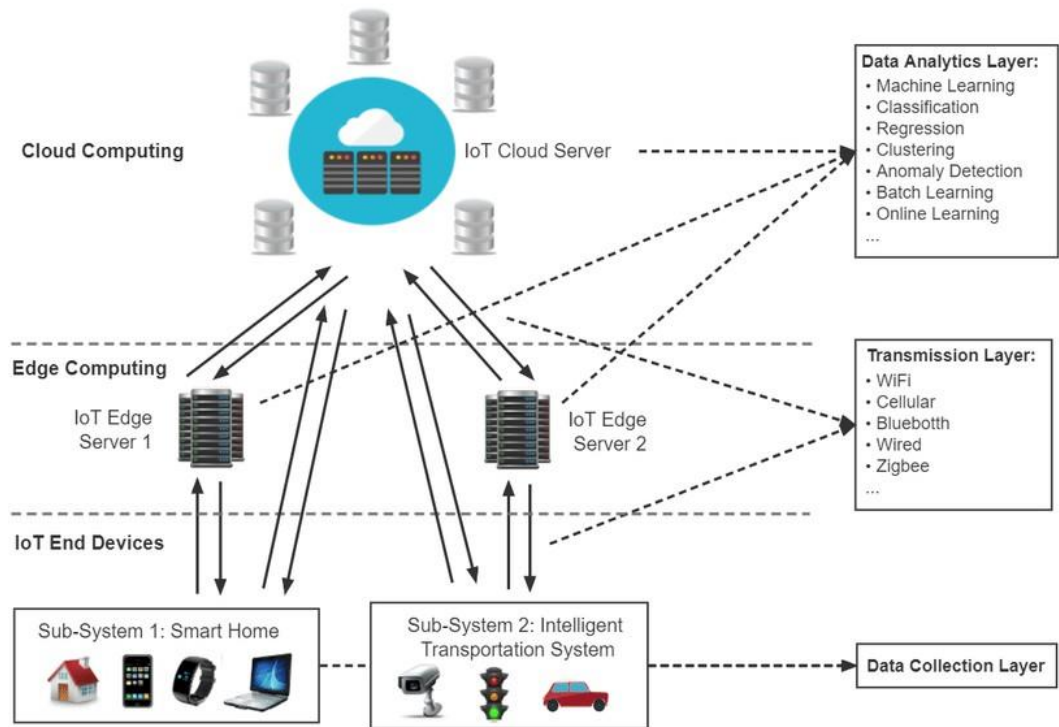 Cloud Computing
IoT Cloud Server
Data Analytics Layer:
• Machine Learning
• Classification
• Regression
• Clustering
• Anomaly Detection
• Batch Learning
• Online Learning
...
Edge Computing
IoT Edge
Server 1
IoT Edge
Server 2
Transmission Layer:
• WiFi
• Cellular
• Bluebotth
• Wired
• Zigbee
...
IoT End Devices
Sub-System 1: Smart Home
Sub-System 2: Intelligent
Transportation System
Data Collection Layer